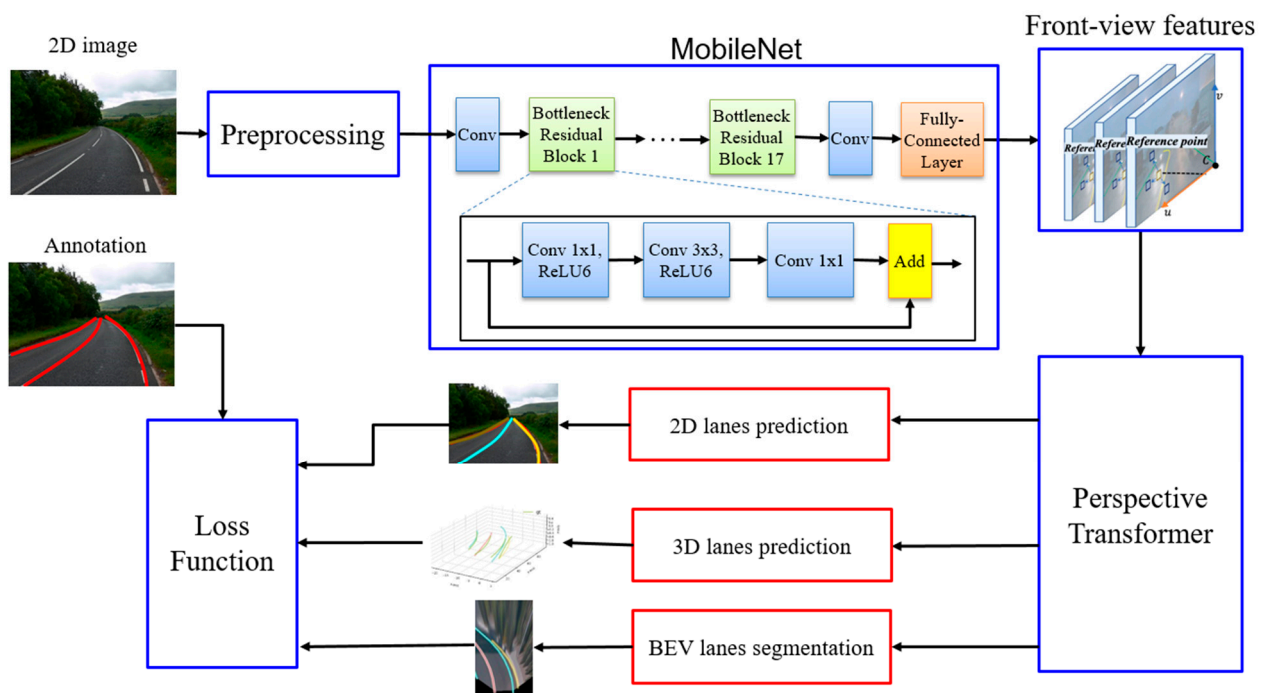 2D image
Preprocessing
MobileNet
Conv
Bottleneck
Residual
Block 1
Bottleneck
Residual
Block 17
Conv
Fully-
Connected
Layer
Conv 1x1,
ReLU6
Conv 3x3,
ReLU6
Conv 1x1
Add
Front-view features
Reference point
v
C
u
Annotation
Loss
Function
2D lanes prediction
3D lanes prediction
BEV lanes segmentation
Perspective
Transformer